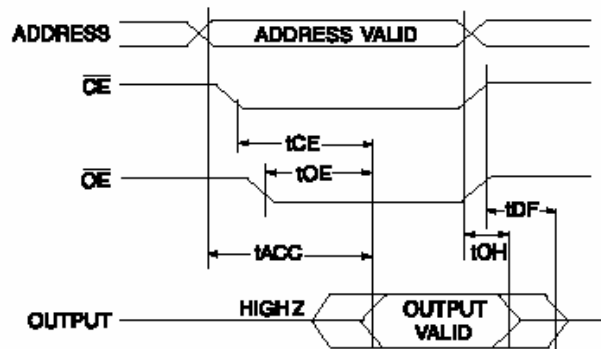 ADDRESS
ADDRESS VALID
CE
tCE
OE
tOE
tDF
tOH
tACC
HIGH Z
OUTPUT
OUTPUT
VALID